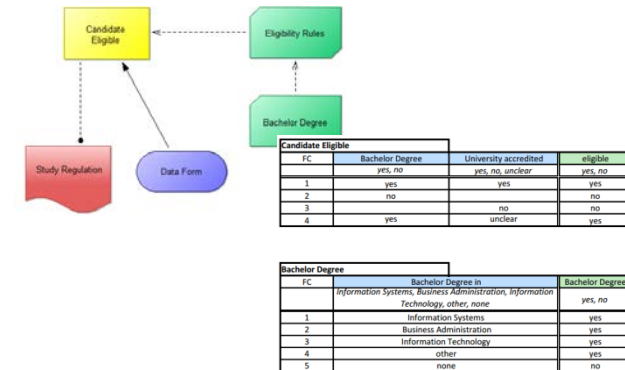 Candidate
Eligible
Eligibility Rules
Bachelor Degree
Study Regulation
Data Form
Candidate Eligible
FC Bachelor Degree University accredited eligible
yes, no yes, no, unclear yes, no
1 yes yes yes
2 no no
3 no no
4 yes unclear yes
Bachelor Degree
FC Bachelor Degree in Bachelor Degree
Information Systems, Business Administration, Information
Technology, other, none yes, no
1 Information Systems yes
2 Business Administration yes
3 Information Technology yes
4 other yes
5 none no